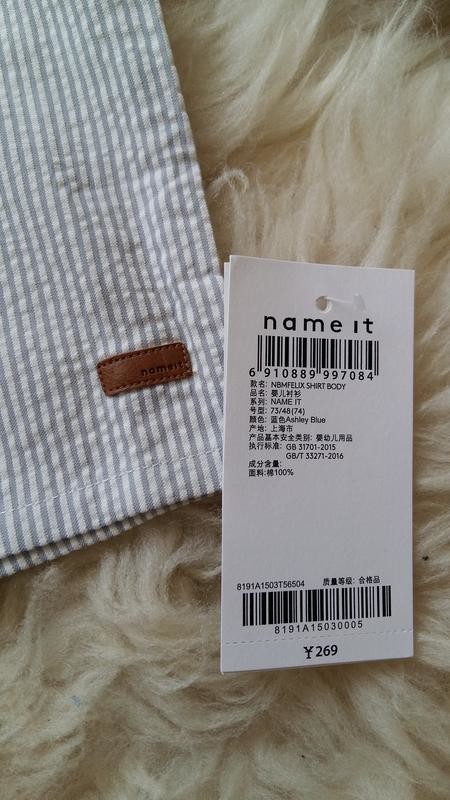 name it
name it
6 910889 997084
款名: NBMFELIX SHIRT BODY
品名: 婴儿衬衫
系列: NAME IT
号型: 73/48(74)
颜色: 蓝色Ashley Blue
产地: 上海市
产品基本安全类别: 婴幼儿用品
执行标准: GB 31701-2015
GB/T 33271-2016
成分含量:
面料:棉100%
8191A1503T56504 质量等级: 合格品
8191A15030005
¥269